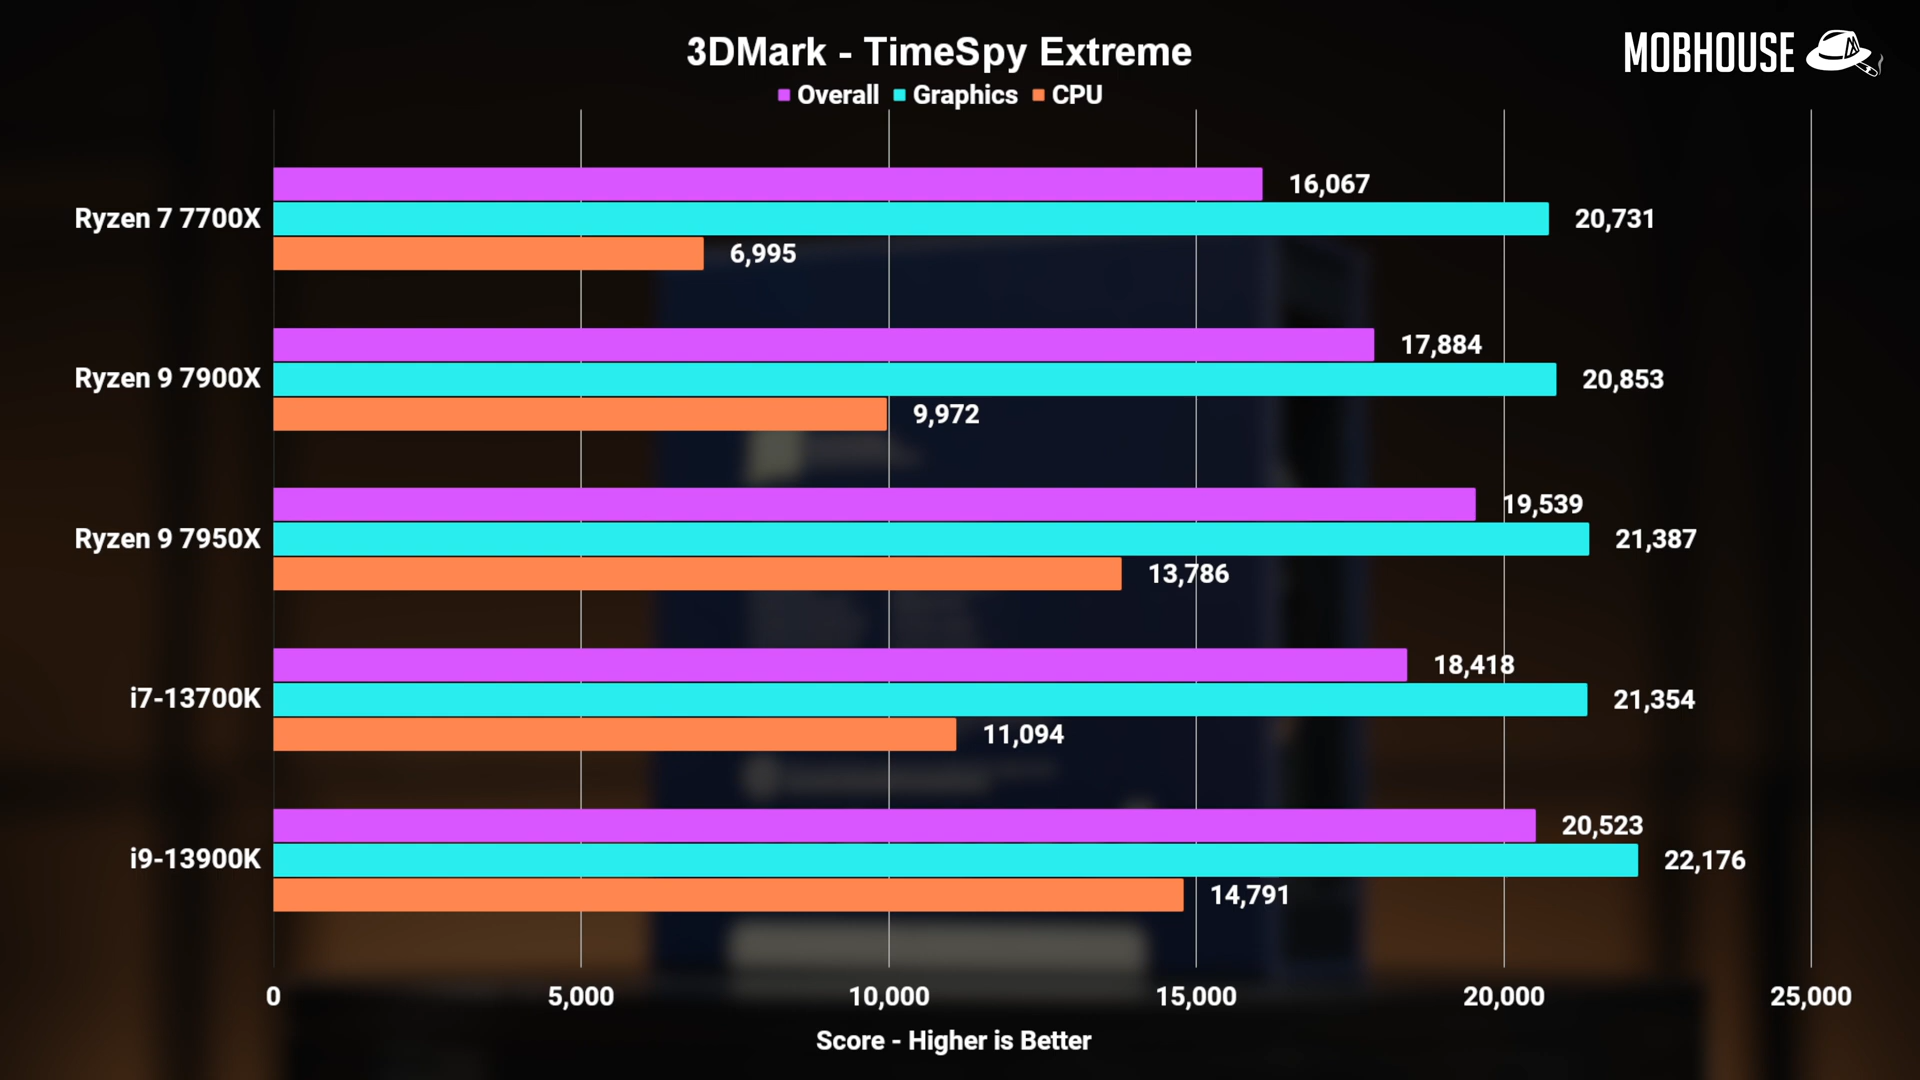 3DMark - TimeSpy Extreme
MOBHOUSE
Overall Graphics CPU
16,067
Ryzen 7 7700X 20,731
6,995
17,884
Ryzen 9 7900X 20,853
9,972
19,539
Ryzen 9 7950X 21,387
13,786
18,418
i7-13700K 21,354
11,094
20,523
i9-13900K 22,176
14,791
0 5,000 10,000 15,000 20,000 25,000
Score - Higher is Better